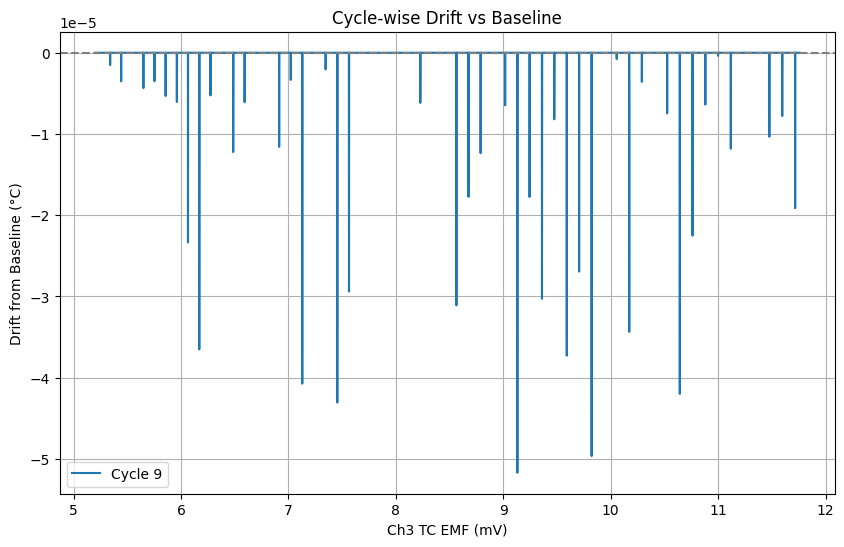 Cycle-wise Drift vs Baseline
1e−5
0
−1
−2
−3
−4
−5
Drift from Baseline (°C)
Cycle 9
5 6 7 8 9 10 11 12
Ch3 TC EMF (mV)